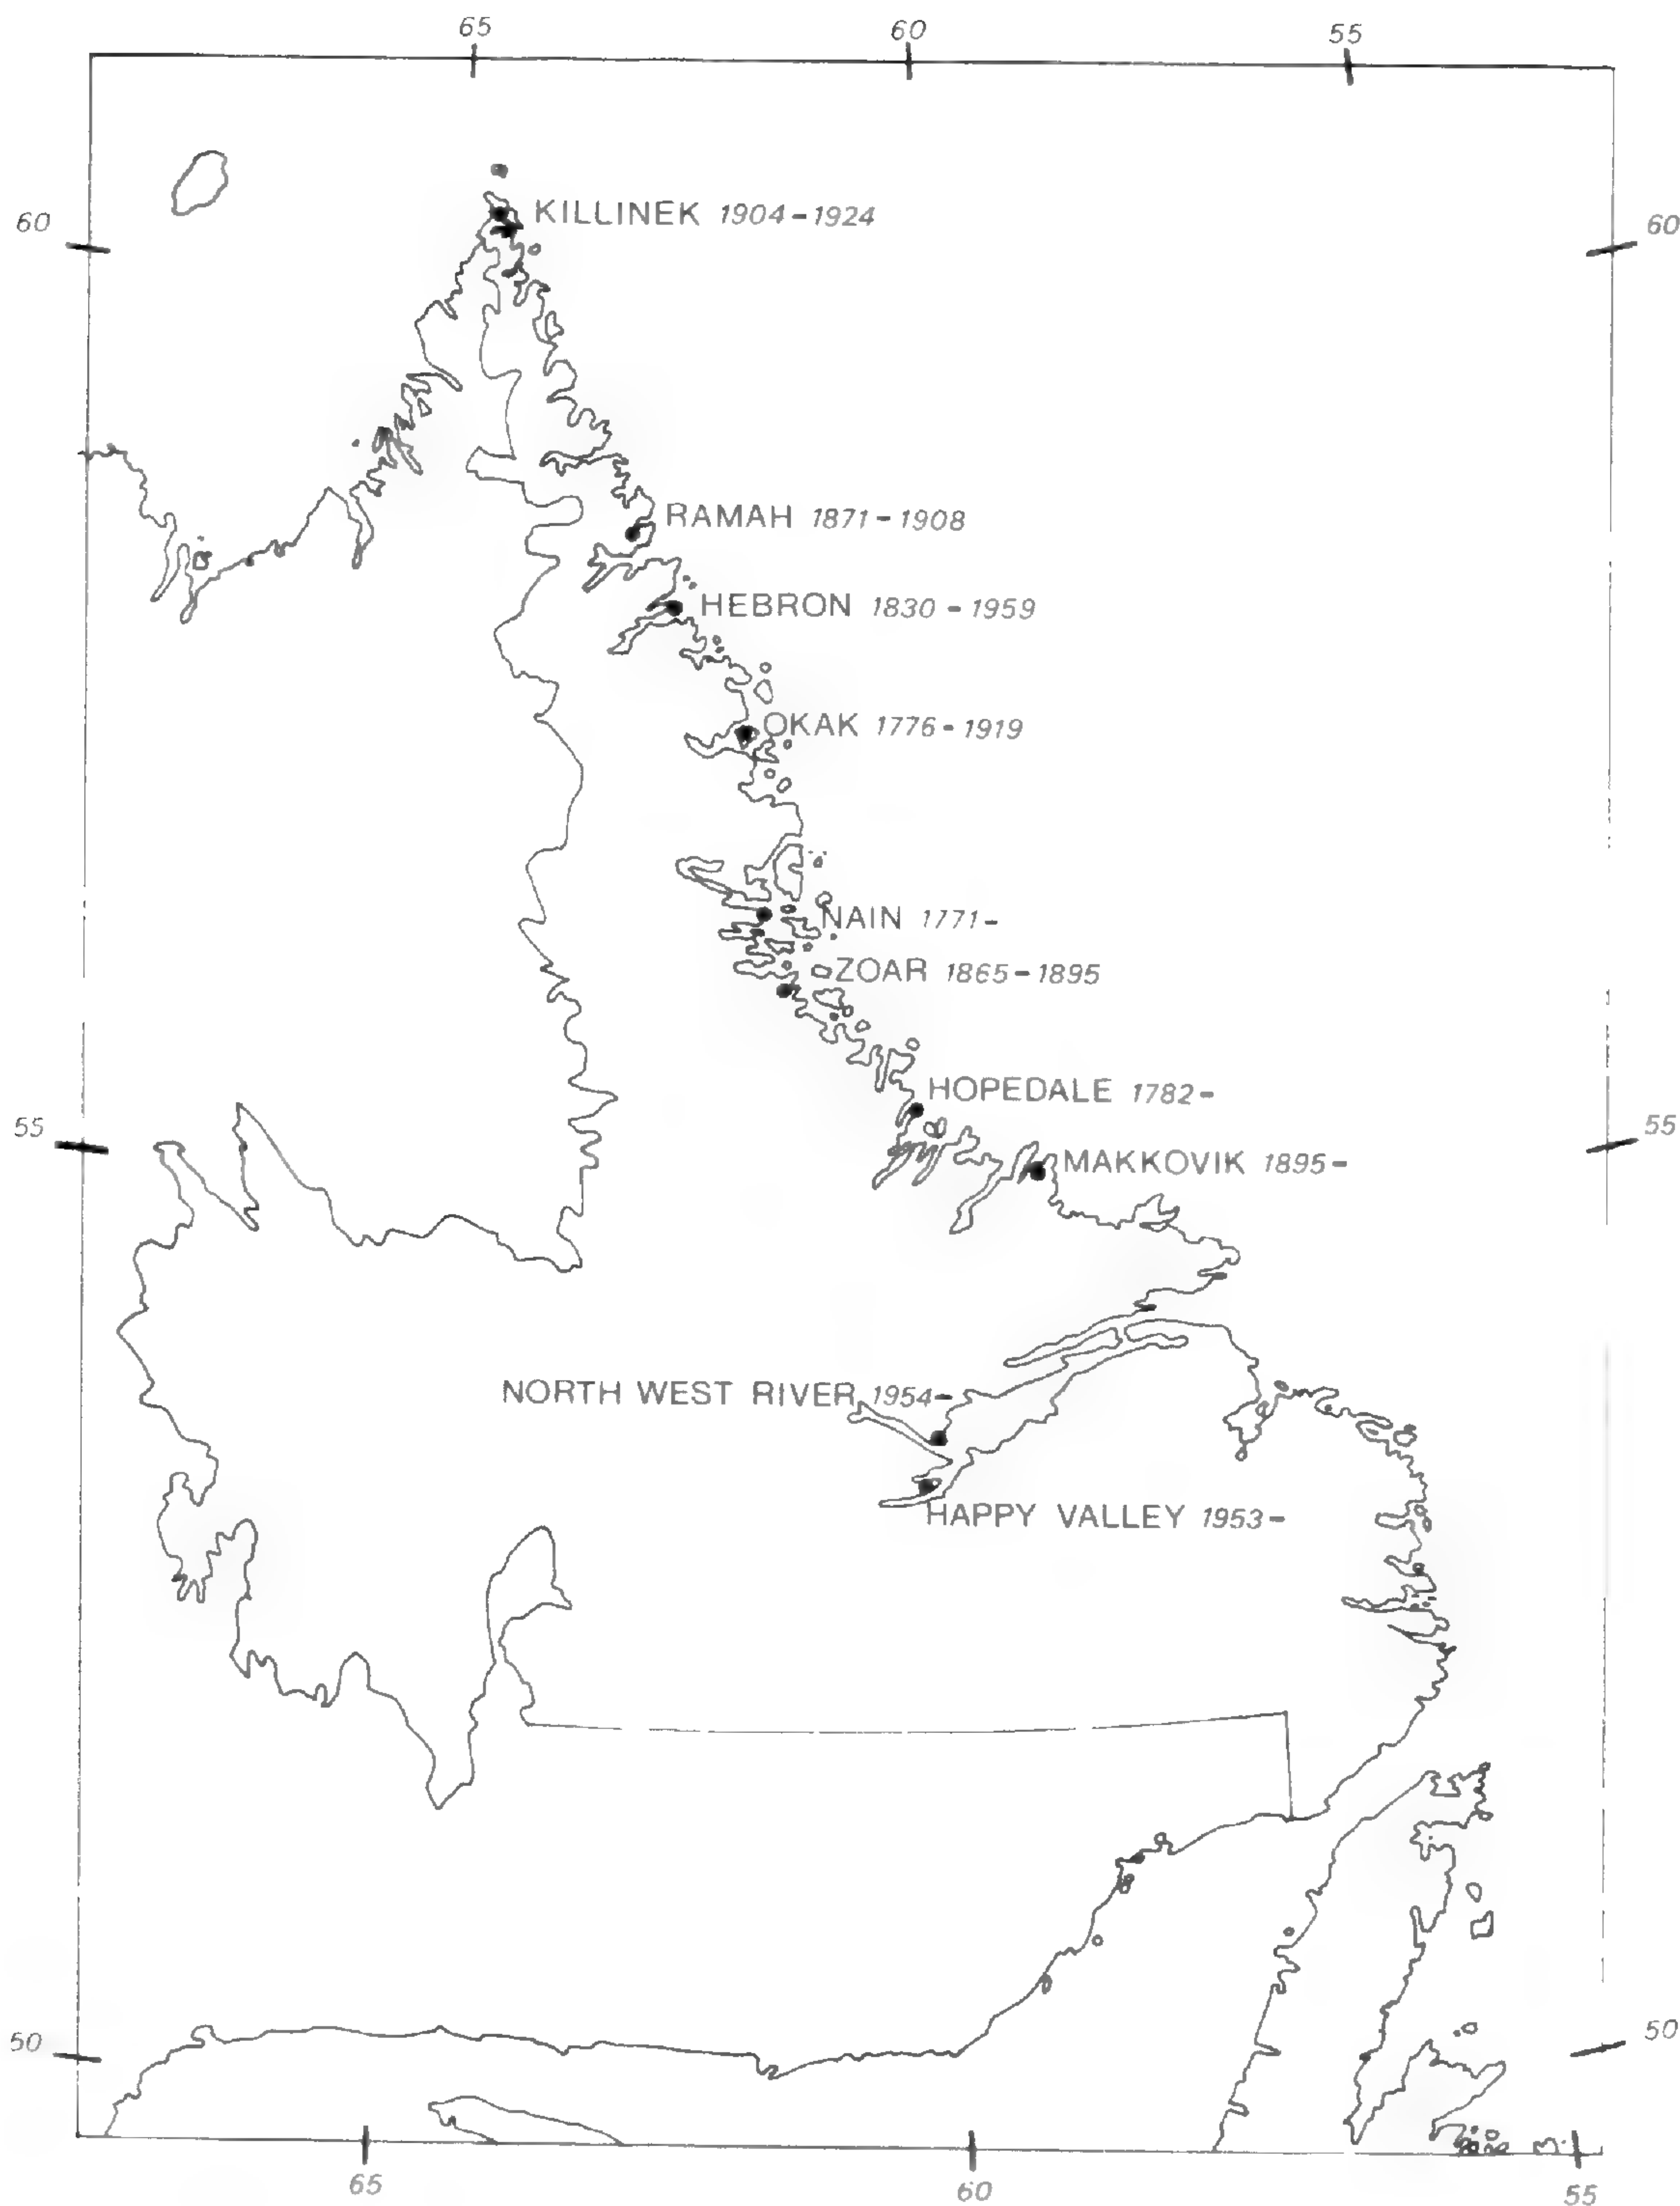 65 60 55
KILLINEK 1904-1924
60 60
RAMAH 1871-1908
HEBRON 1830-1959
OKAK 1776-1919
NAIN 1771-
ZOAR 1865-1895
HOPEDALE 1782-
55 55
MAKKOVIK 1895-
NORTH WEST RIVER 1954-
HAPPY VALLEY 1953-
50 50
65 60 55